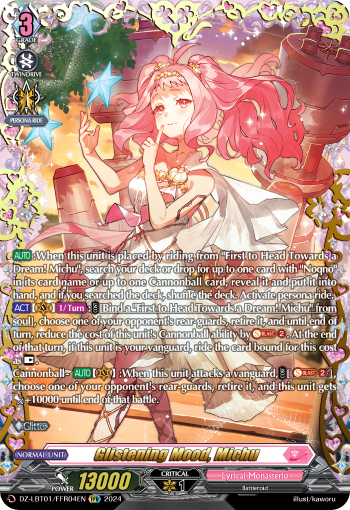 3
GRADE
TWINDRIVE
PERSONA RIDE
AUTO :When this unit is placed by riding from "First to Head Towards a
Dream! Michu", search your deck or drop for up to one card with "Noqno"
in its card name or up to one Cannonball card, reveal it and put it into
hand, and if you searched the deck, shuffle the deck. Activate persona ride.
ACT 1/Turn : [Bind a "First to Head Towards a Dream! Michu" from
soul], choose one of your opponent's rear-guards, retire it, and until end of
turn, reduce the cost of this unit's Cannonball ability by BLAST 2. At the end
of that turn, if this unit is your vanguard, ride the card bound for this cost
as
Cannonball- AUTO :When this unit attacks a vanguard, BLAST 2
choose one of your opponent's rear-guards, retire it, and this unit gets
+10000 until end of that battle.
NORMAL UNIT
Glistening Mood, Michu
POWER 13000
CRITICAL
1
Lyrical Monasterio
Battleroid
DZ-LBT01/FFR04EN
2024
illust/kaworu